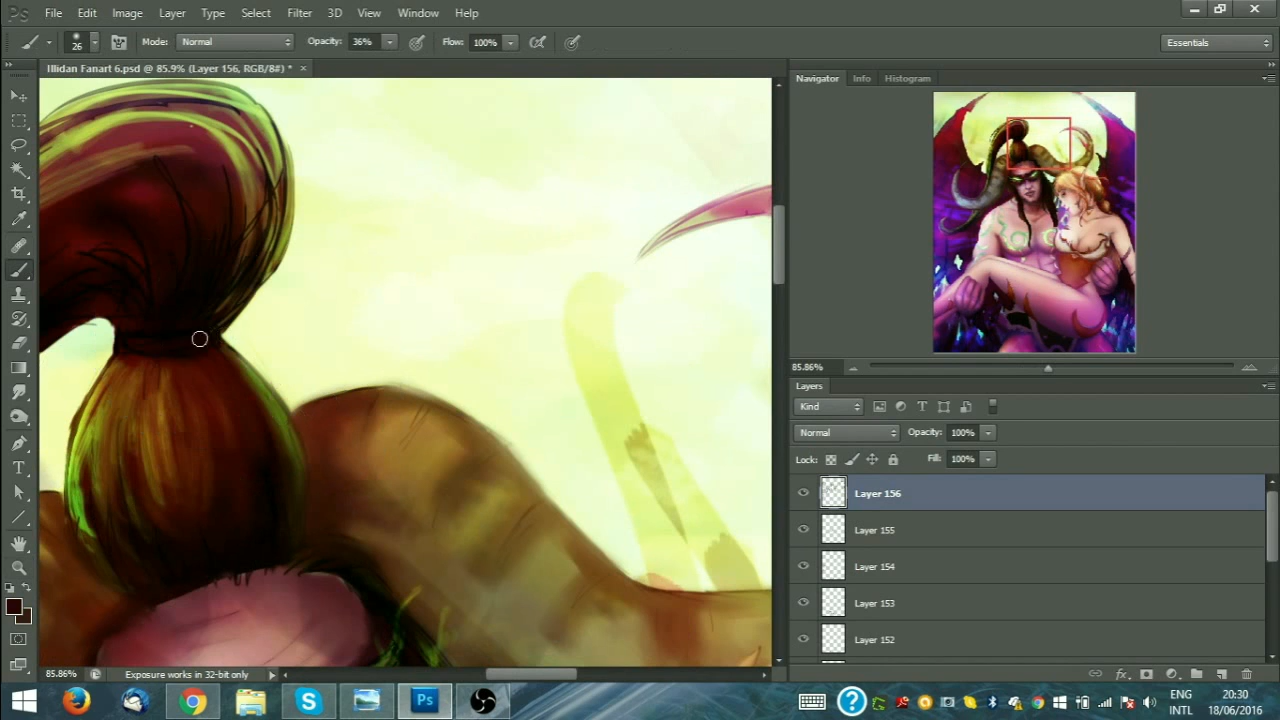 Ps File Edit Image Layer Type Select Filter 3D View Window Help
26 Mode: Normal Opacity: 36% Flow: 100% Essentials
Illidan Fanart 6.psd @ 85.9% (Layer 156, RGB/8#) * ×
Navigator Info Histogram
85.86%
Layers
Kind
Normal Opacity: 100%
Lock: Fill: 100%
Layer 156
Layer 155
Layer 154
Layer 153
Layer 152
T
85.86% Exposure works in 32-bit only
Ps
ENG 20:30
INTL 18/06/2016